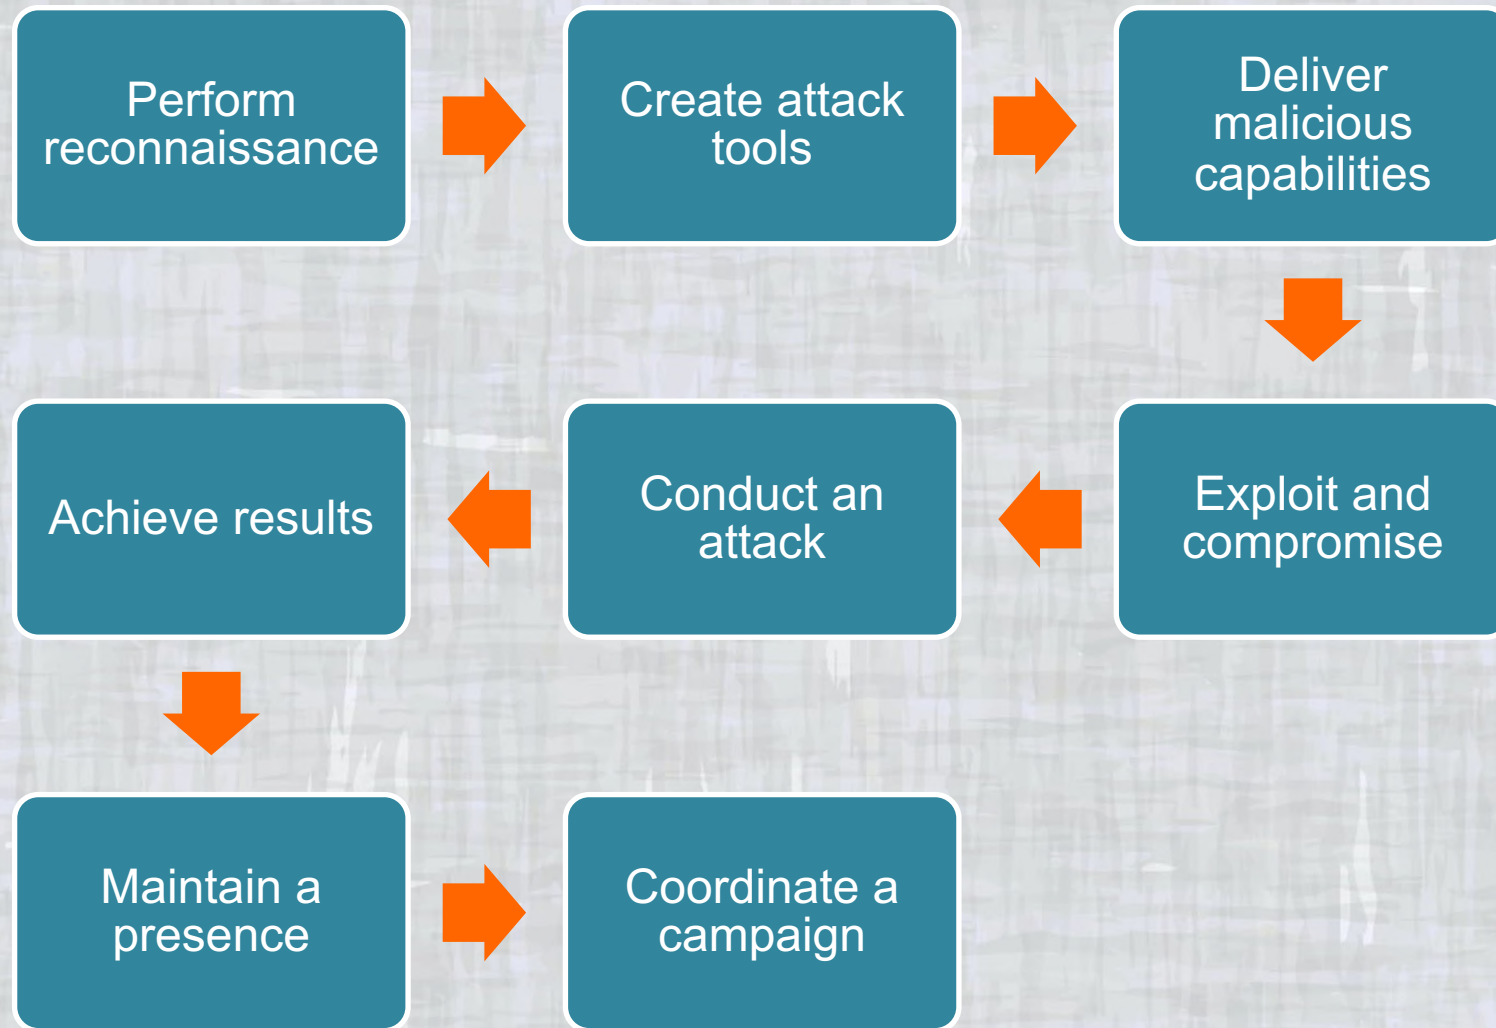 Perform
reconnaissance
Create attack
tools
Deliver
malicious
capabilities
Exploit and
compromise
Conduct an
attack
Achieve results
Maintain a
presence
Coordinate a
campaign